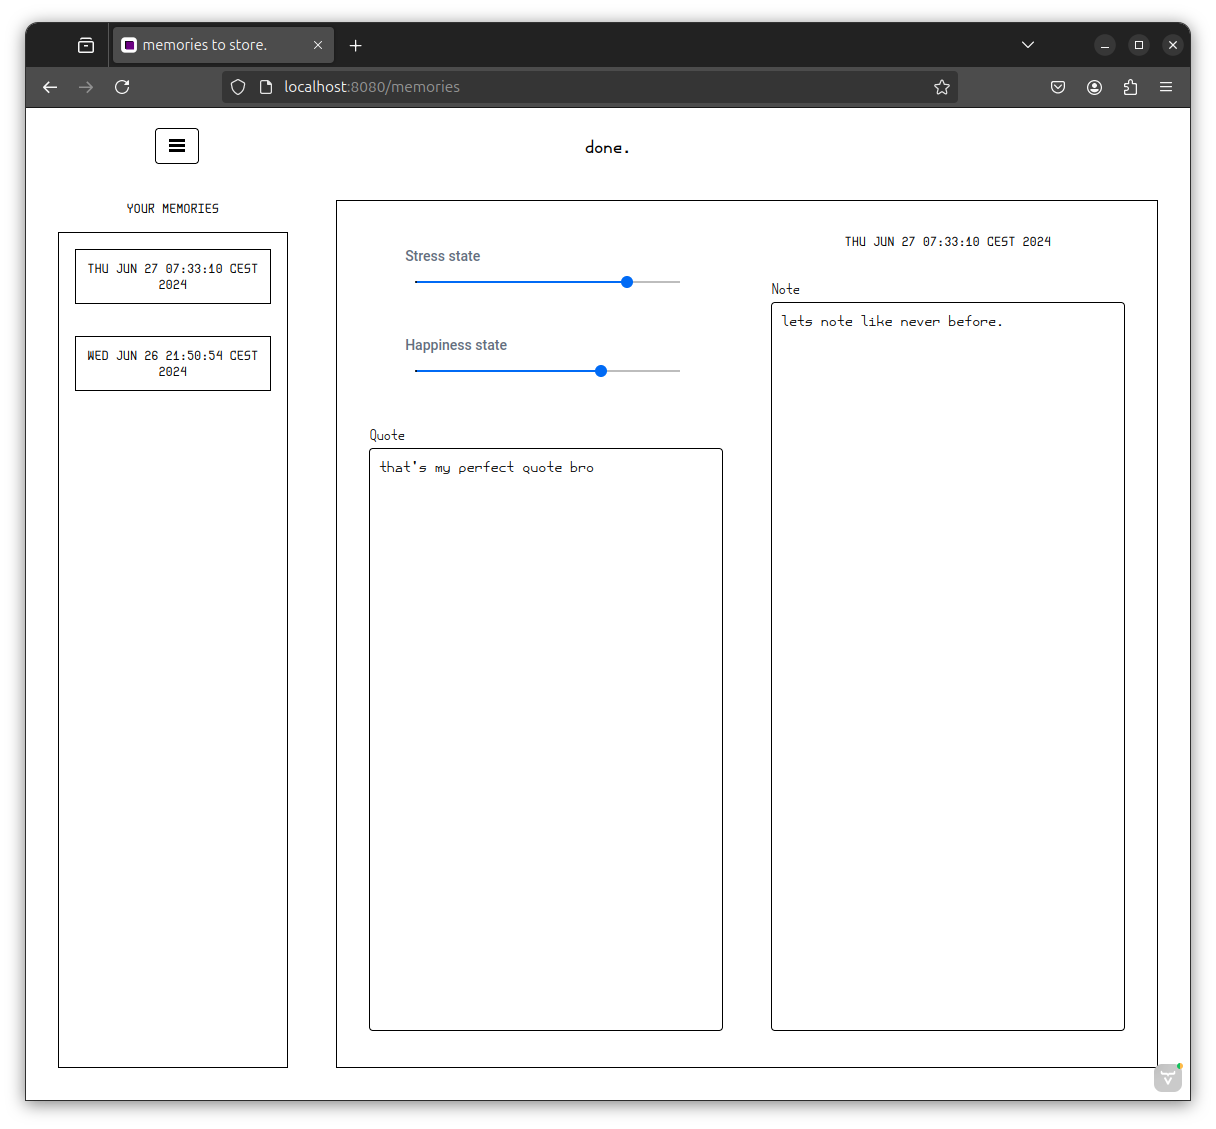 memories to store.
localhost:8080/memories
done.
YOUR MEMORIES
THU JUN 27 07:33:10 CEST
2024
WED JUN 26 21:50:54 CEST
2024
Stress state
Happiness state
Quote
that's my perfect quote bro
THU JUN 27 07:33:10 CEST 2024
Note
lets note like never before.